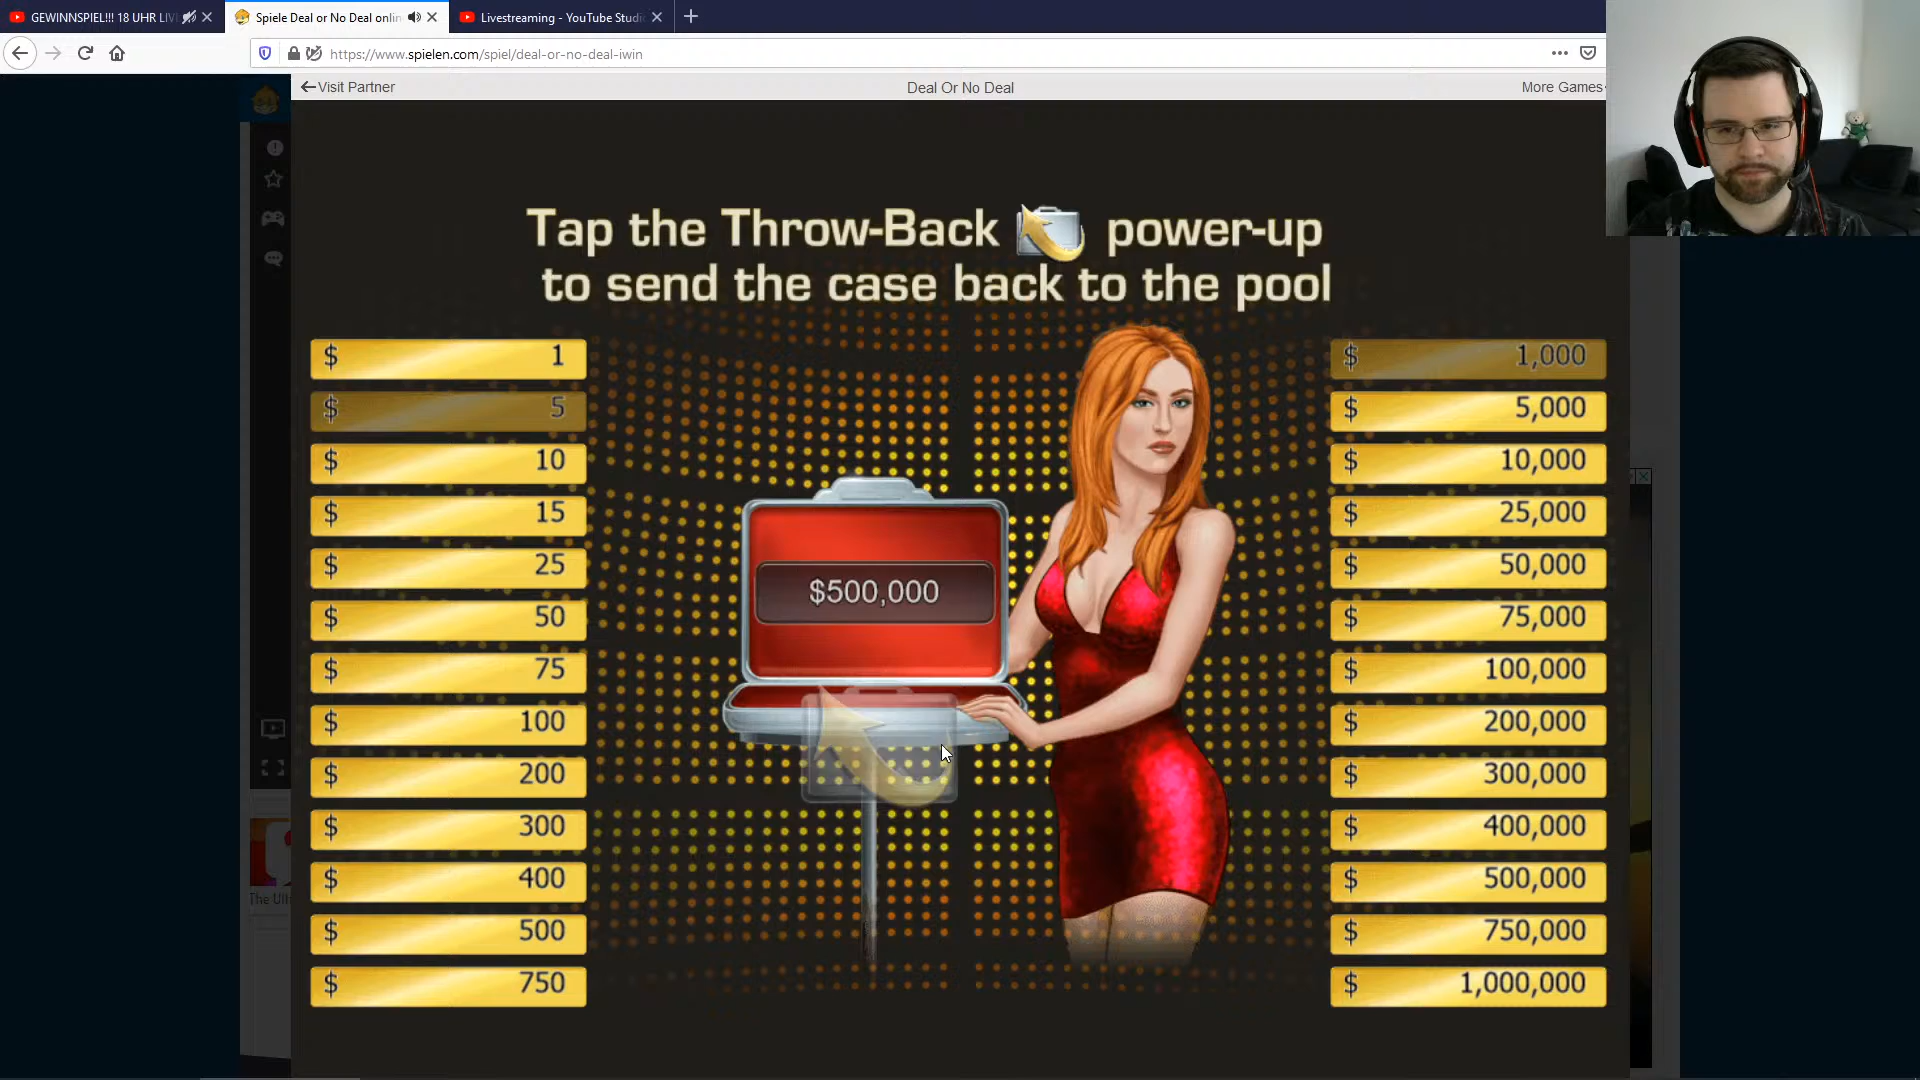 GEWINNSPIEL!!! 18 UHR LIV
Spiele Deal or No Deal onlin
Livestreaming - YouTube Studi
https://www.spielen.com/spiel/deal-or-no-deal-iwin
Visit Partner
Deal Or No Deal
More Games
Tap the Throw-Back power-up
to send the case back to the pool
$ 1
$ 5
$ 10
$ 15
$ 25
$ 50
$ 75
$ 100
$ 200
$ 300
$ 400
$ 500
$ 750
$500,000
$ 1,000
$ 5,000
$ 10,000
$ 25,000
$ 50,000
$ 75,000
$ 100,000
$ 200,000
$ 300,000
$ 400,000
$ 500,000
$ 750,000
$ 1,000,000
The Ul